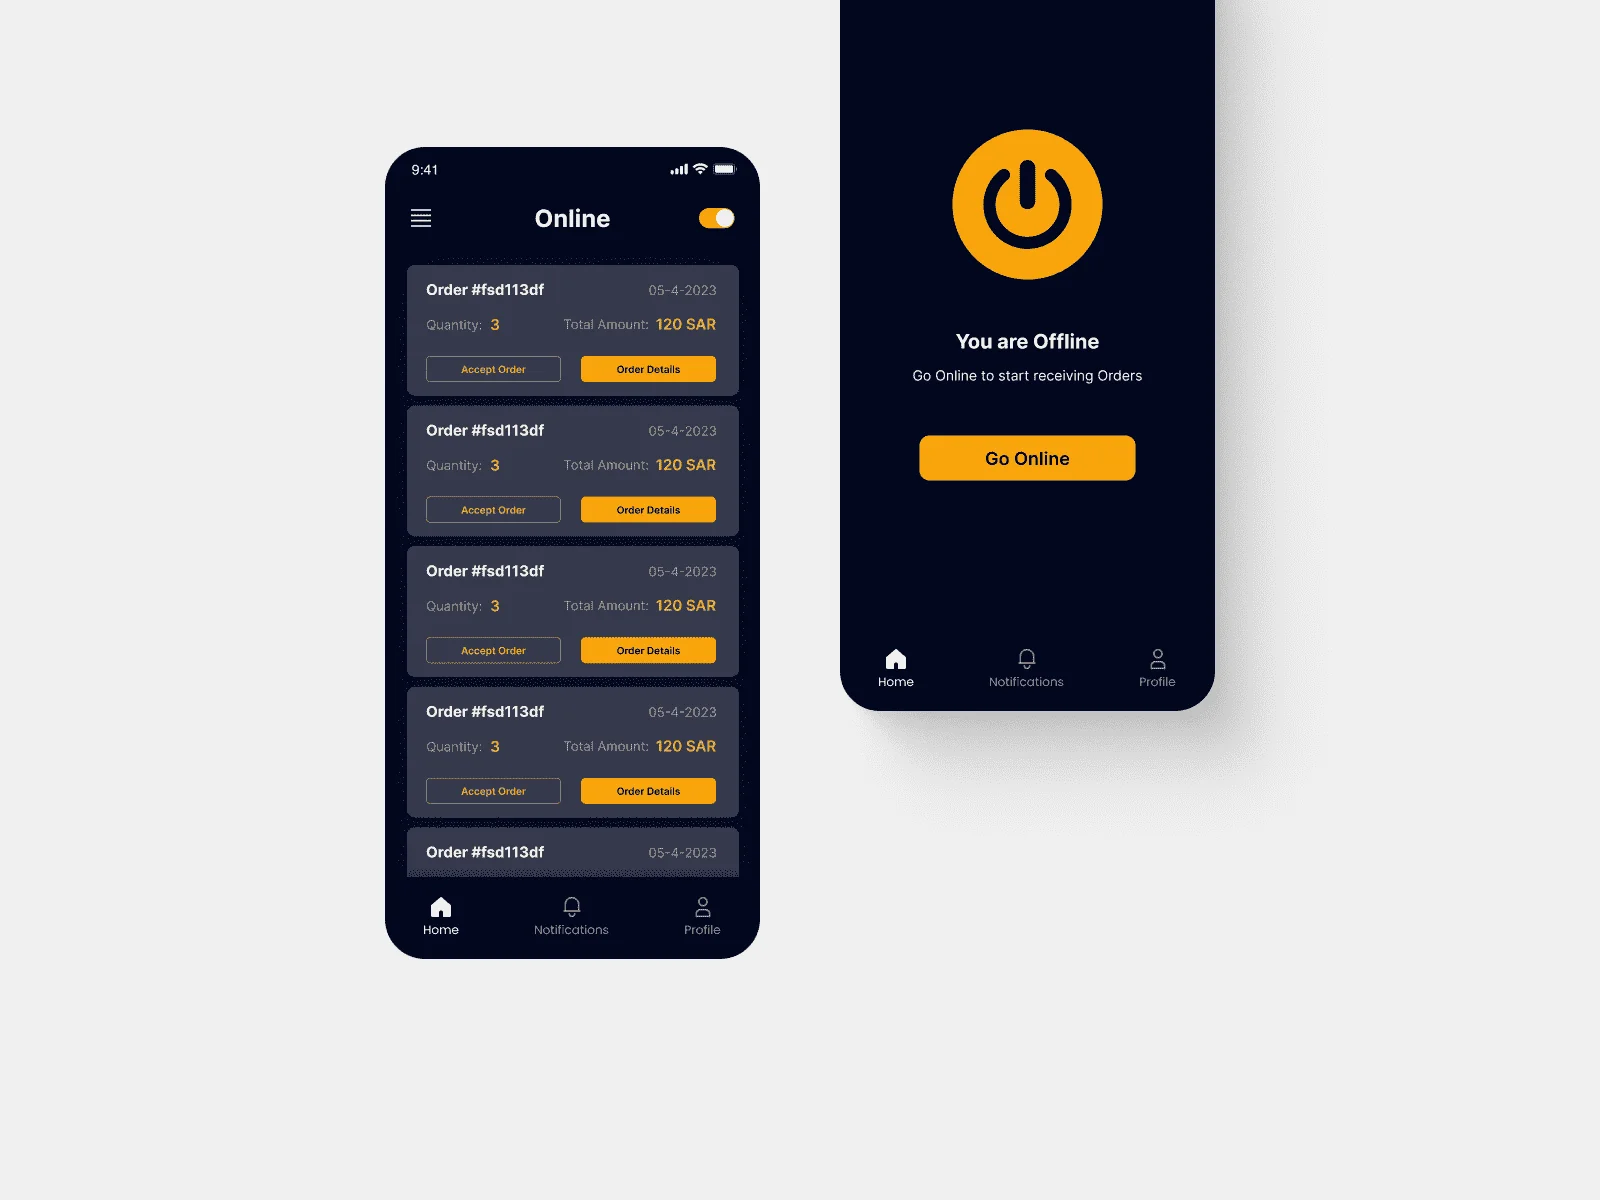 9:41
Online
Order #fsd113df 05-4-2023
Quantity: 3 Total Amount: 120 SAR
Accept Order Order Details
Order #fsd113df 05-4-2023
Quantity: 3 Total Amount: 120 SAR
Accept Order Order Details
Order #fsd113df 05-4-2023
Quantity: 3 Total Amount: 120 SAR
Accept Order Order Details
Order #fsd113df 05-4-2023
Quantity: 3 Total Amount: 120 SAR
Accept Order Order Details
Order #fsd113df 05-4-2023
Home Notifications Profile
You are Offline
Go Online to start receiving Orders
Go Online
Home Notifications Profile